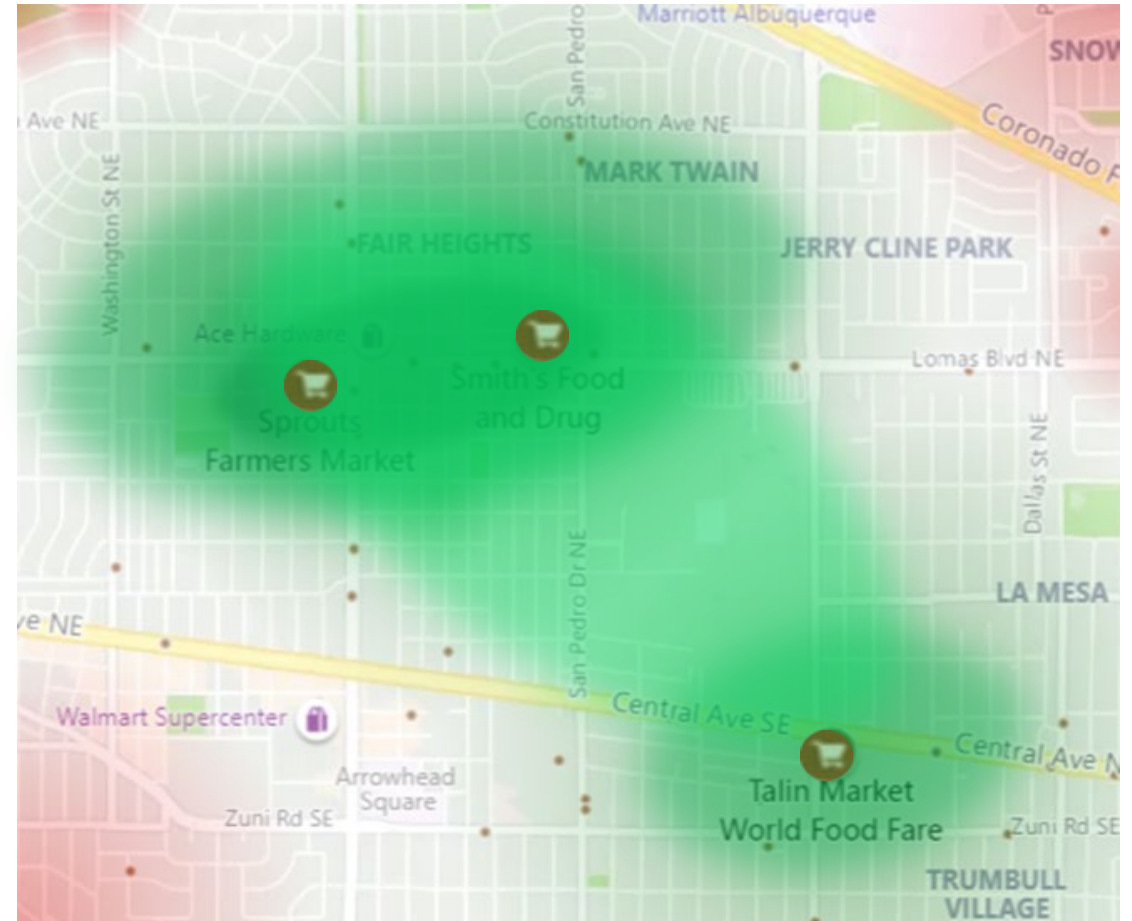 Marriott Albuquerque
San Pedro
SNOW
Ave NE
Constitution Ave NE
Coronado F
MARK TWAIN
Washington St NE
FAIR HEIGHTS
JERRY CLINE PARK
Ace Hardware
Lomas Blvd NE
Smith's Food
and Drug
Sprouts
Farmers Market
Dallas St NE
San Pedro Dr NE
LA MESA
ve NE
Central Ave SE
Walmart Supercenter
Central Ave N
Arrowhead
Square
Talin Market
World Food Fare
Zuni Rd SE
Zuni Rd SE
TRUMBULL
VILLAGE